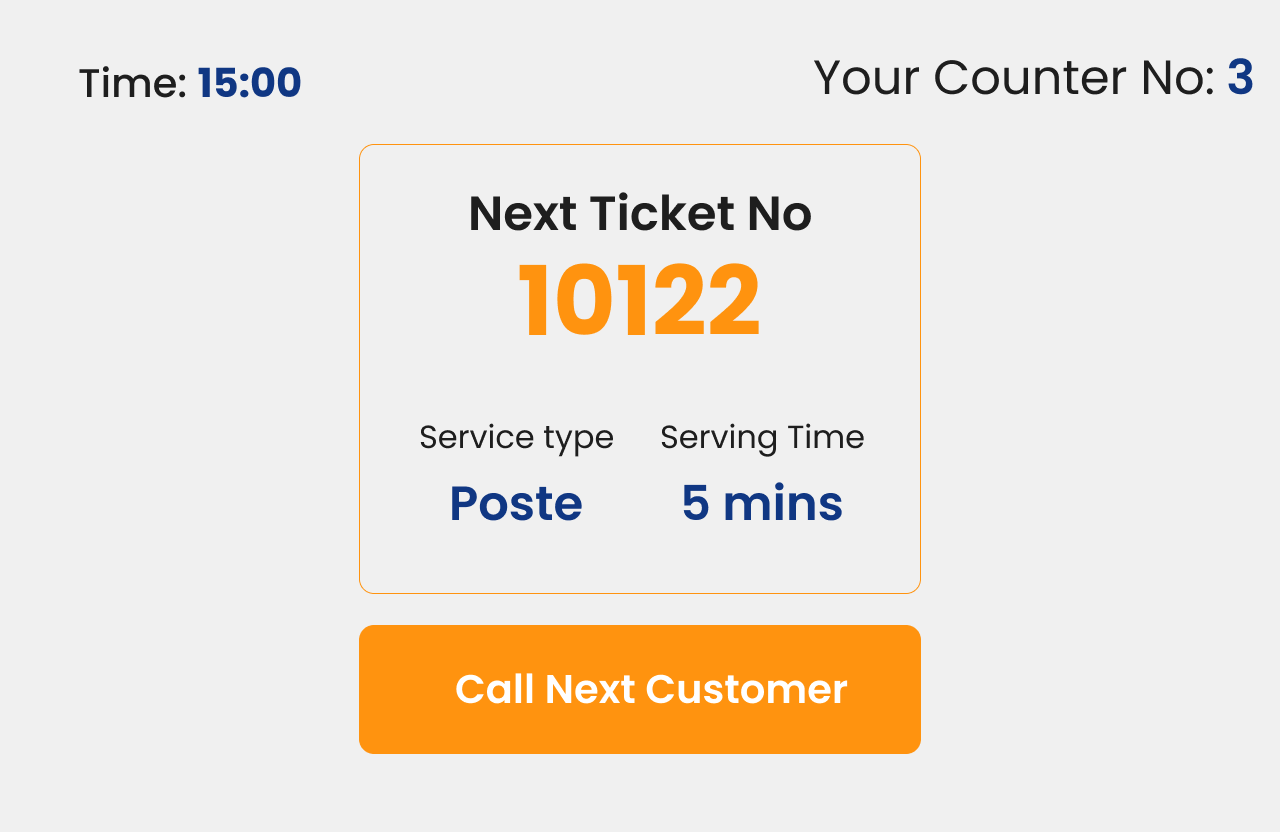 Time: 15:00
Your Counter No: 3
Next Ticket No
10122
Service type
Serving Time
Poste
5 mins
Call Next Customer